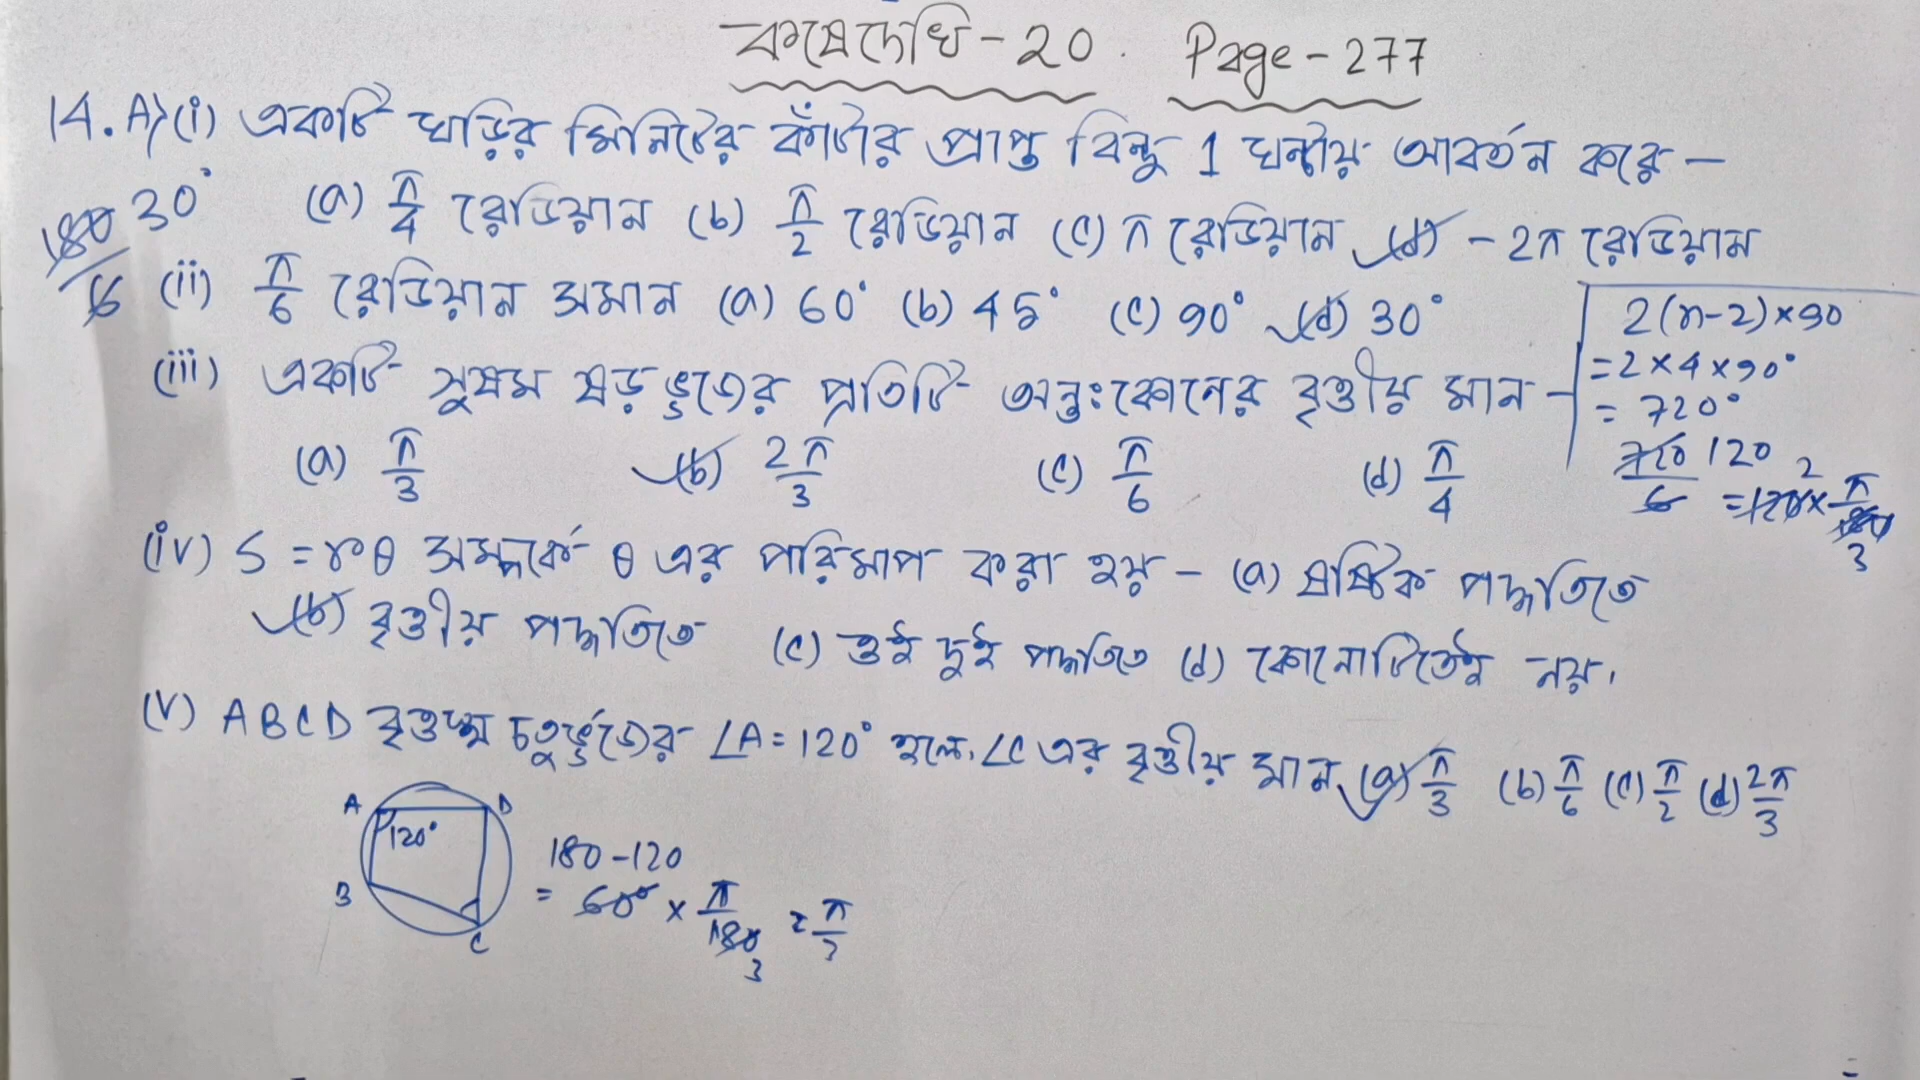 কষে দেখি - 20. Page - 277
14. A) (i) একটি ঘড়ির মিনিটের কাঁটার প্রান্ত বিন্দু 1 ঘন্টায় আবর্তন করে –
(a) π/4 রেডিয়ান (b) π/2 রেডিয়ান (c) π রেডিয়ান (d) - 2π রেডিয়ান
180/6 30°
(ii) π/6 রেডিয়ান সমান (a) 60° (b) 45° (c) 90° (d) 30°
(iii) একটি সুষম ষড়ভুজের প্রতিটি অন্তঃকোনের বৃত্তীয় মান –
(a) π/3 (b) 2π/3 (c) π/6 (d) π/4
2(n-2)×90
= 2×4×90°
= 720°
720/6 120
= 120× π/180 2 3
(iv) S = rθ সম্পর্কে θ এর পরিমাপ করা হয় – (a) ষষ্টিক পদ্ধতিতে
(b) বৃত্তীয় পদ্ধতিতে (c) ওই দুই পদ্ধতিতে (d) কোনোটিতেই নয়।
(v) ABCD বৃত্তস্থ চতুর্ভুজের ∠A = 120° হলে, ∠C এর বৃত্তীয় মান (a) π/3 (b) π/6 (c) π/2 (d) 2π/3
A D
120°
B C
180-120
= 60° × π/180 3 = π/3